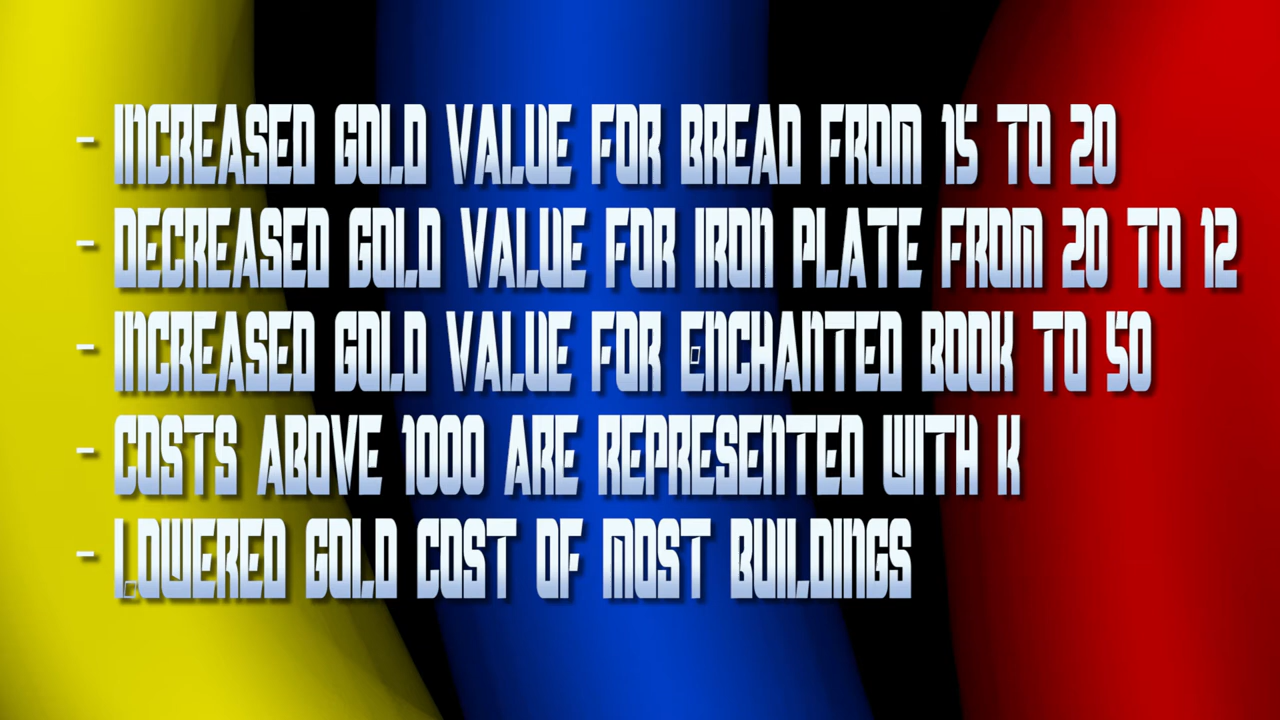 - INCREASED GOLD VALUE FOR BREAD FROM 15 TO 20
- DECREASED GOLD VALUE FOR IRON PLATE FROM 20 TO 12
- INCREASED GOLD VALUE FOR ENCHANTED BOOK TO 50
- COSTS ABOVE 1000 ARE REPRESENTED WITH K
- LOWERED GOLD COST OF MOST BUILDINGS